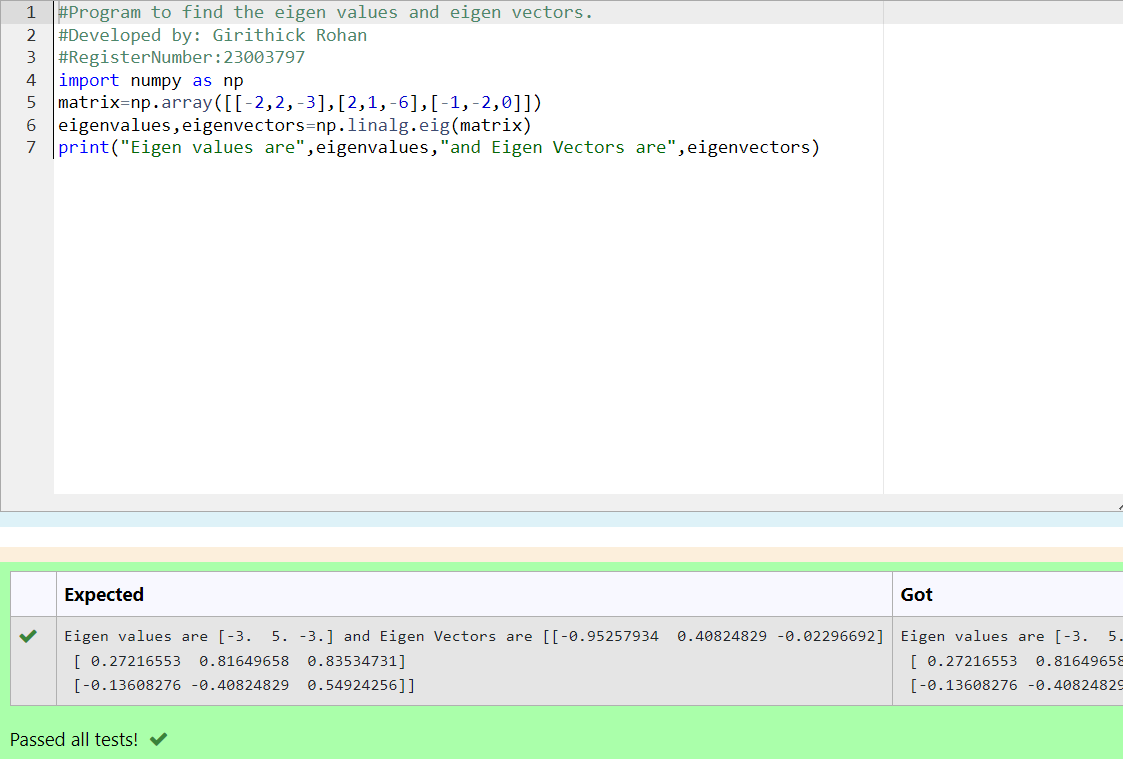 1 #Program to find the eigen values and eigen vectors.
2 #Developed by: Girithick Rohan
3 #RegisterNumber:23003797
4 import numpy as np
5 matrix=np.array([[-2,2,-3],[2,1,-6],[-1,-2,0]])
6 eigenvalues,eigenvectors=np.linalg.eig(matrix)
7 print("Eigen values are",eigenvalues,"and Eigen Vectors are",eigenvectors)
Expected Got
Eigen values are [-3.  5. -3.] and Eigen Vectors are [[-0.95257934  0.40824829 -0.02296692] Eigen values are [-3.  5.
[ 0.27216553  0.81649658  0.83534731] [ 0.27216553  0.8164965
[-0.13608276 -0.40824829  0.54924256]] [-0.13608276 -0.4082482
Passed all tests!